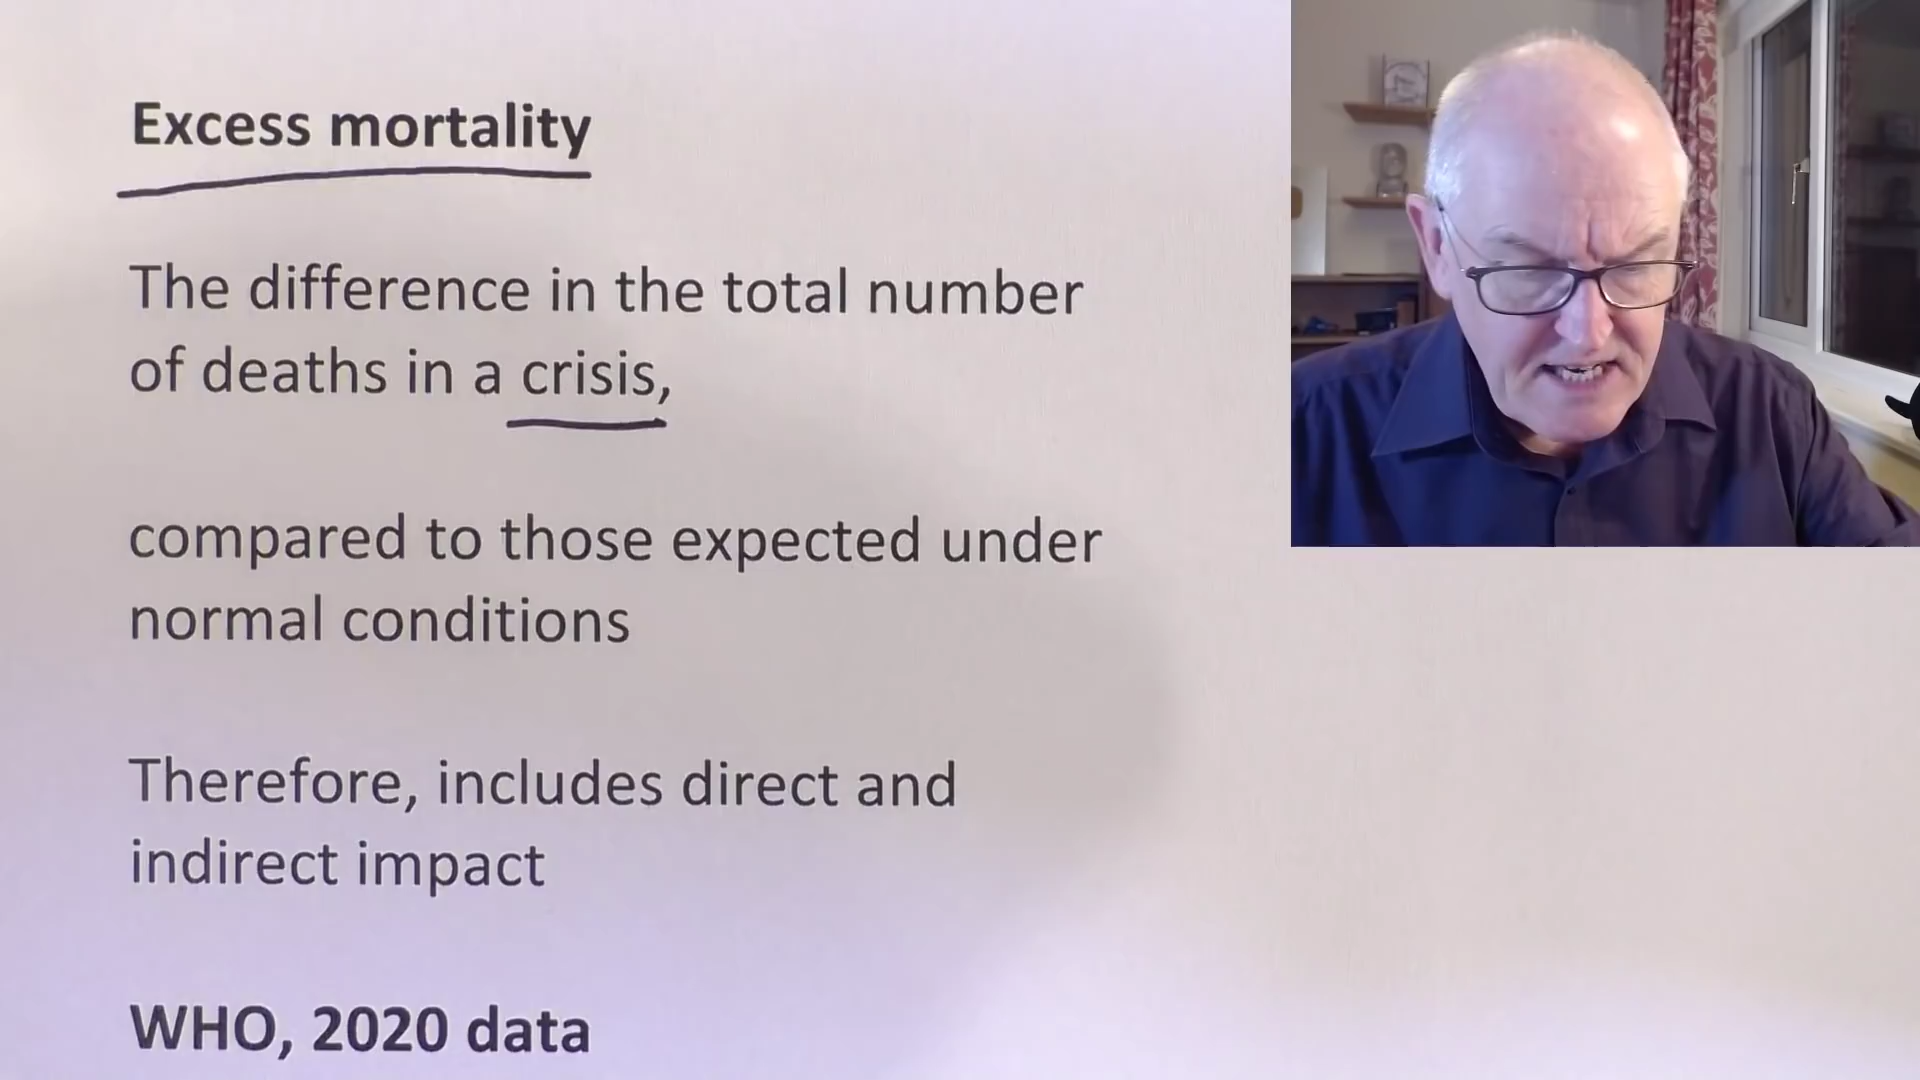 Excess mortality
The difference in the total number
of deaths in a crisis,
compared to those expected under
normal conditions
Therefore, includes direct and
indirect impact
WHO, 2020 data